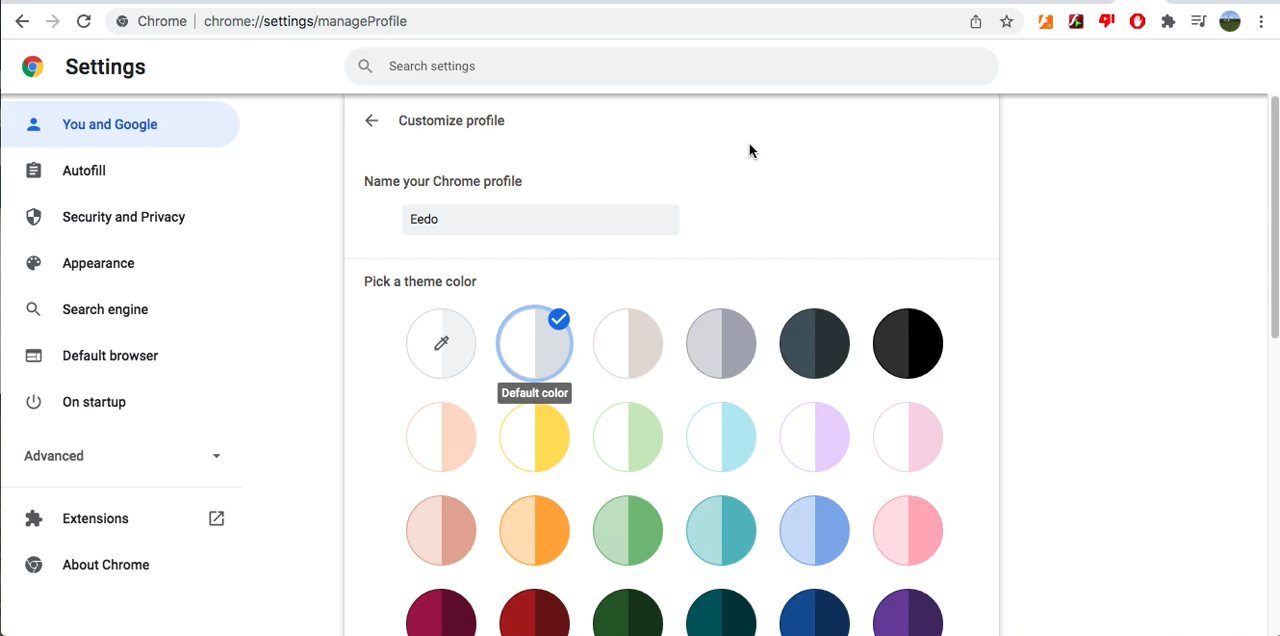 Chrome | chrome://settings/manageProfile
Settings
Search settings
You and Google
Autofill
Security and Privacy
Appearance
Search engine
Default browser
On startup
Advanced
Extensions
About Chrome
Customize profile
Name your Chrome profile
Eedo
Pick a theme color
Default color